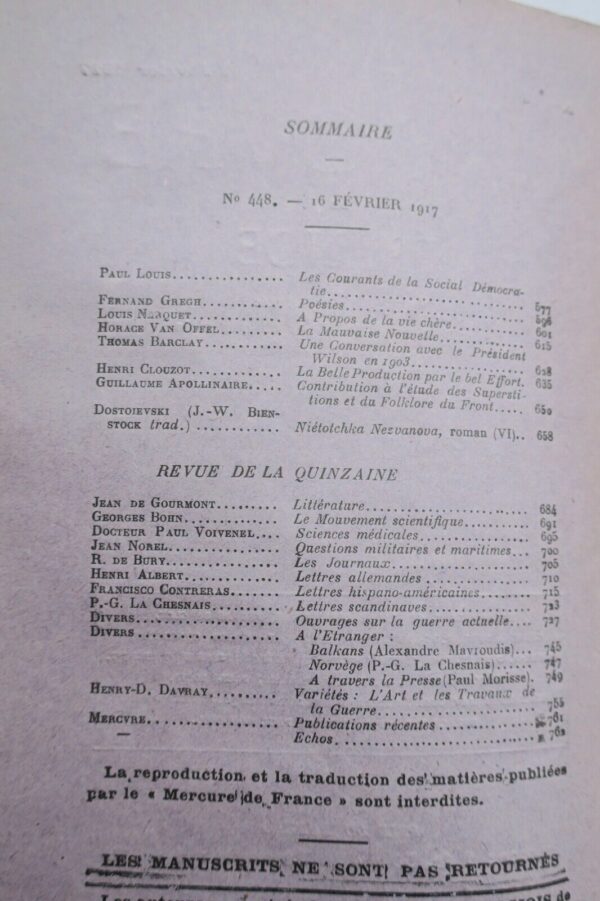 SOMMAIRE
No 448. — 16 FÉVRIER 1917
PAUL LOUIS................ Les Courants de la Social Démocra-
tie............................ 577
FERNAND GREGH........... Poésies........................ 598
LOUIS NARQUET............ A Propos de la vie chère........... 601
HORACE VAN OFFEL........ La Mauvaise Nouvelle............. 615
THOMAS BARCLAY.......... Une Conversation avec le Président
Wilson en 1903.................. 628
HENRI CLOUZOT............ La Belle Production par le bel Effort. 635
GUILLAUME APOLLINAIRE.... Contribution à l'étude des Supersti-
tions et du Folklore du Front..... 650
DOSTOIEVSKI (J.-W. BIEN-
STOCK trad.) ............ Niétotchka Nezvanova, roman (VI).. 658
REVUE DE LA QUINZAINE
JEAN DE GOURMONT......... Littérature...................... 684
GEORGES BOHN............. Le Mouvement scientifique.......... 691
DOCTEUR PAUL VOIVENEL.... Sciences médicales................ 695
JEAN NOREL............... Questions militaires et maritimes... 700
R. DE BURY............... Les Journaux.................... 705
HENRI ALBERT............. Lettres allemandes ............... 710
FRANCISCO CONTRERAS...... Lettres hispano-américaines....... 715
P.-G. LA CHESNAIS........ Lettres scandinaves............... 723
DIVERS................... Ouvrages sur la guerre actuelle.... 727
DIVERS................... A l'Etranger :
Balkans (Alexandre Mavroudis)... 745
Norvège (P.-G. La Chesnais)...... 747
A travers la Presse (Paul Morisse). 749
HENRY-D. DAVRAY.......... Variétés : L'Art et les Travaux de
la Guerre...................... 755
MERCVRE.................. Publications récentes............. 761
— Echos........................... 762
La reproduction et la traduction des matières publiées
par le « Mercure de France » sont interdites.
LES MANUSCRITS NE SONT PAS RETOURNÉS